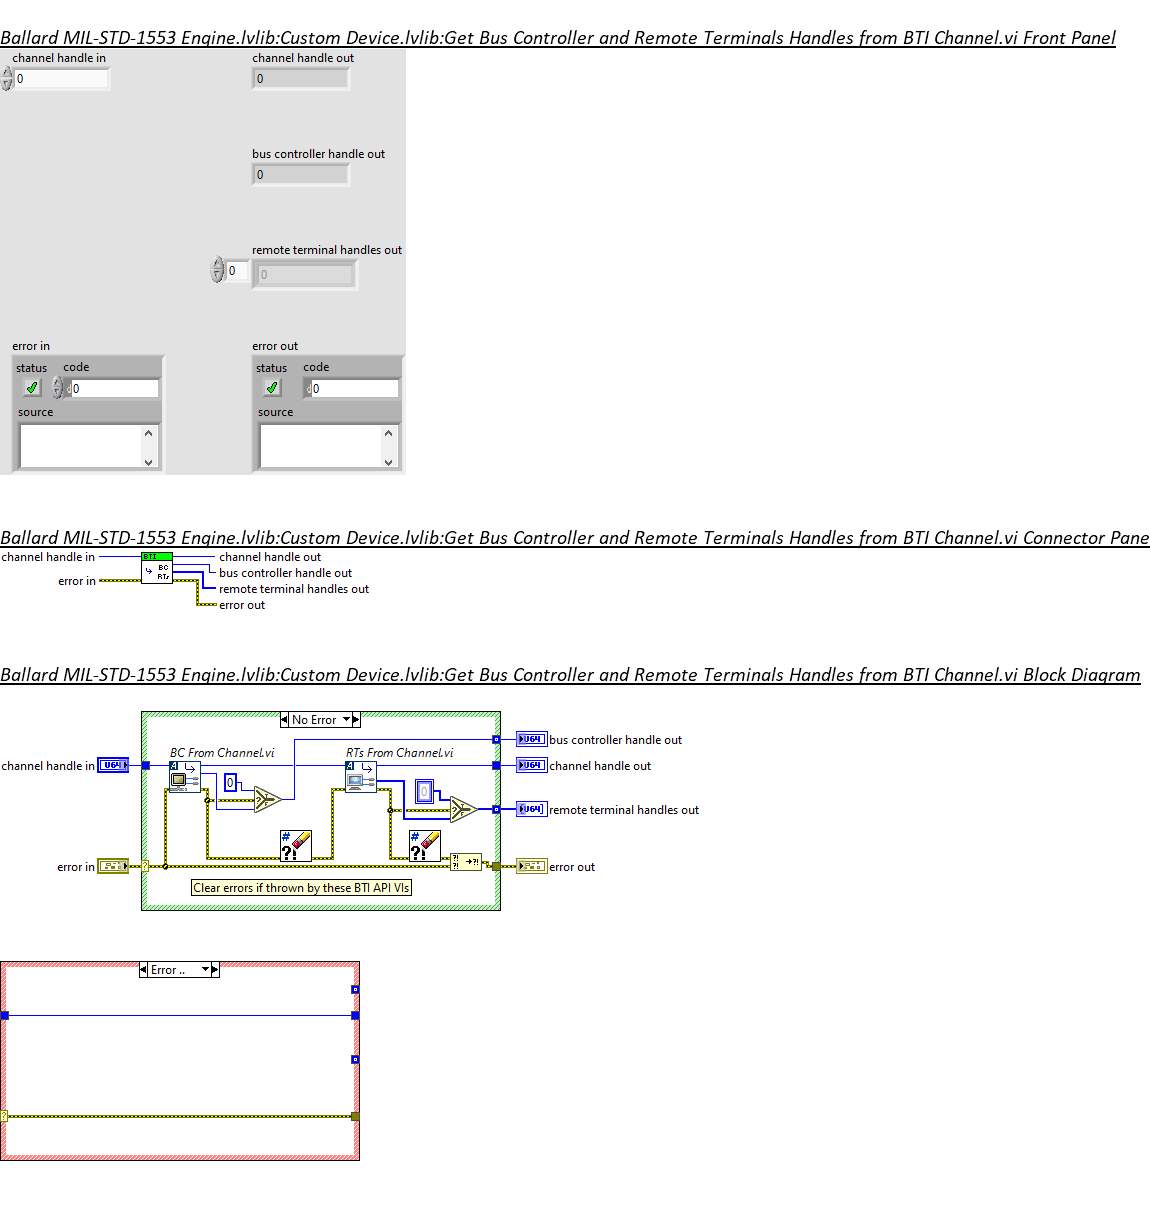 Ballard MIL-STD-1553 Engine.lvlib:Custom Device.lvlib:Get Bus Controller and Remote Terminals Handles from BTI Channel.vi Front Panel
channel handle in
channel handle out
0
0
bus controller handle out
0
remote terminal handles out
0
0
error in
error out
status code
status code
0
0
source
source
Ballard MIL-STD-1553 Engine.lvlib:Custom Device.lvlib:Get Bus Controller and Remote Terminals Handles from BTI Channel.vi Connector Pane
channel handle in
BTI
channel handle out
BC
bus controller handle out
RTs
error in
remote terminal handles out
error out
Ballard MIL-STD-1553 Engine.lvlib:Custom Device.lvlib:Get Bus Controller and Remote Terminals Handles from BTI Channel.vi Block Diagram
No Error
U64
bus controller handle out
BC From Channel.vi
RTs From Channel.vi
channel handle in
U64
U64
channel handle out
0
0
U64
remote terminal handles out
#
?!
#
?!
?!
?!
→?!
error in
?
error out
Clear errors if thrown by these BTI API VIs
Error ..
?